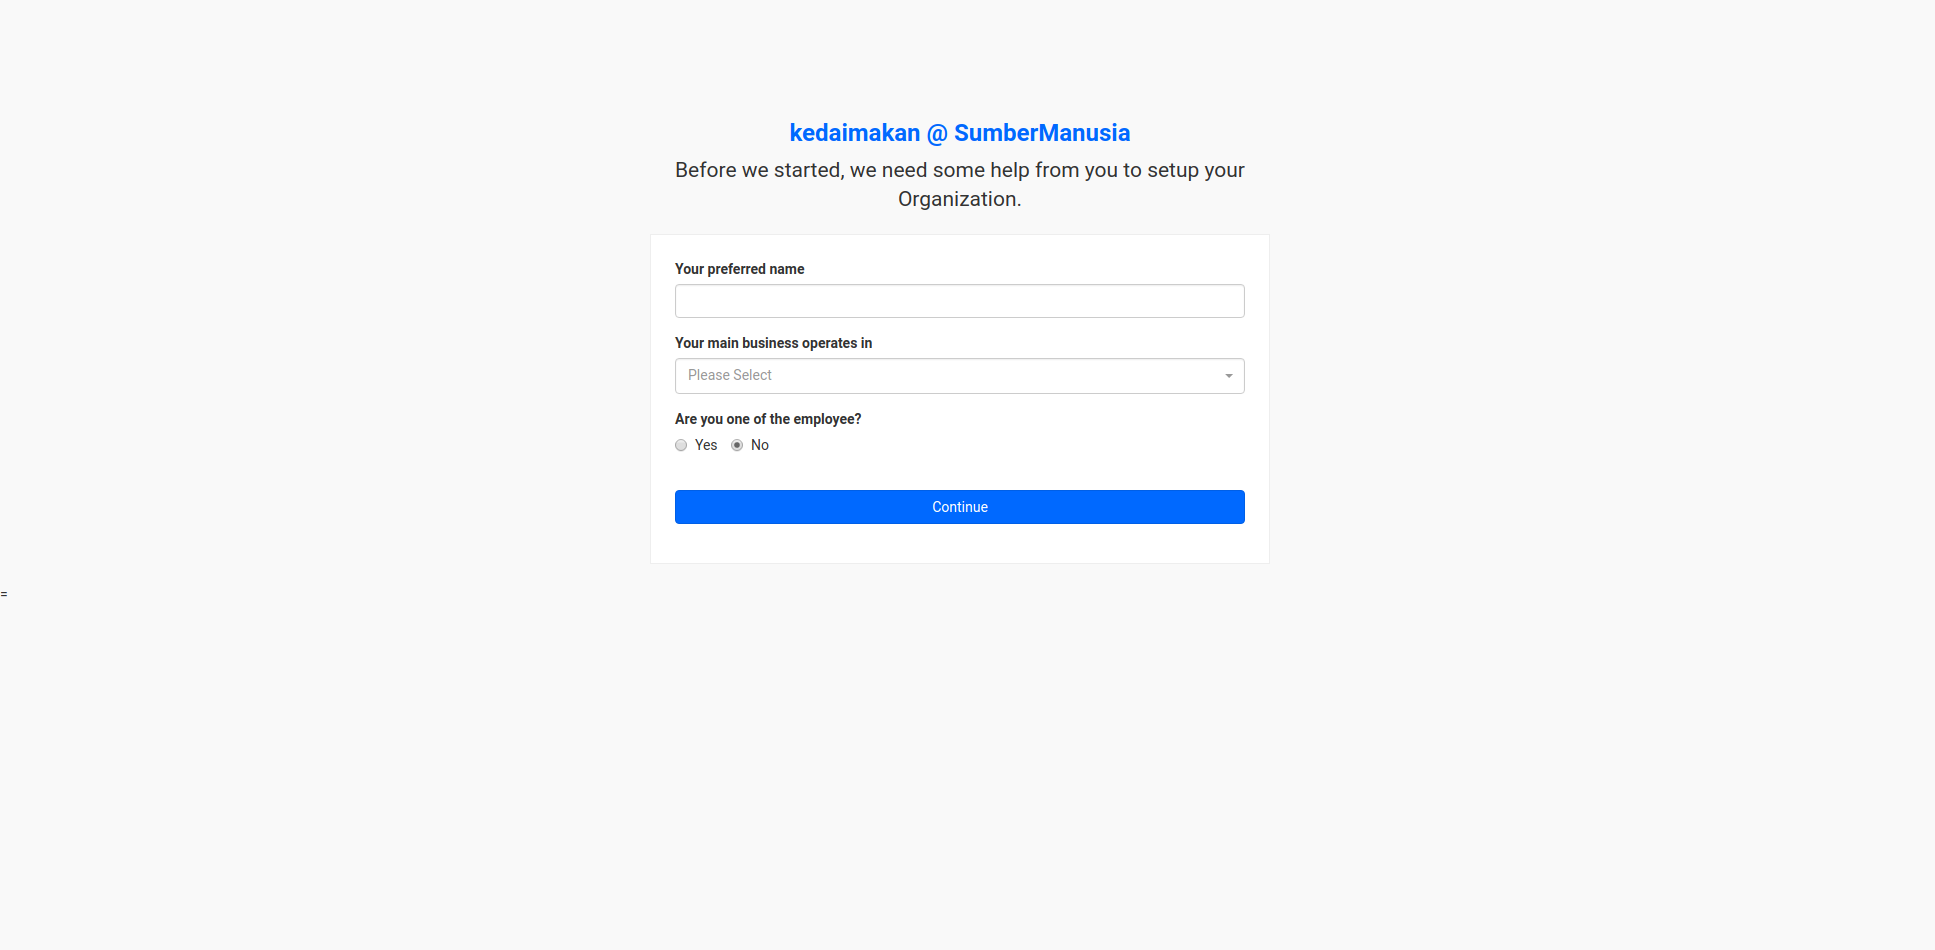 kedaimakan @ SumberManusia
Before we started, we need some help from you to setup your
Organization.
Your preferred name
Your main business operates in
Please Select
Are you one of the employee?
Yes No
Continue
=